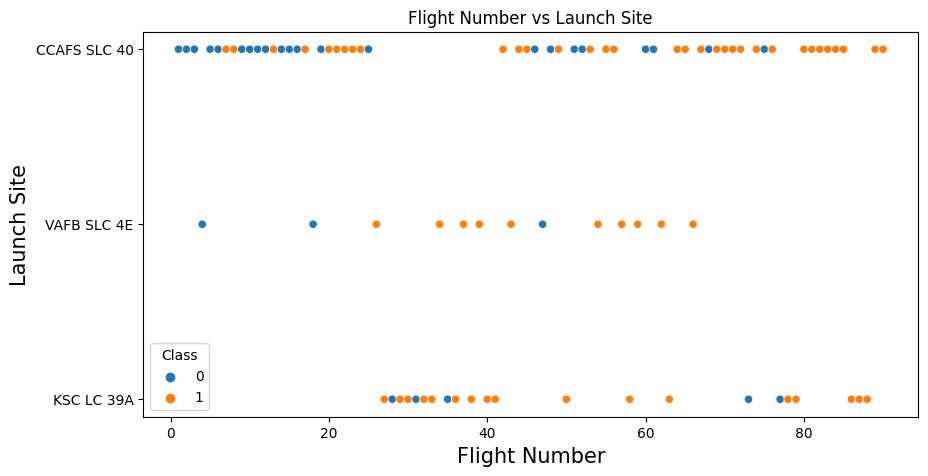 Flight Number vs Launch Site
Launch Site
CCAFS SLC 40
VAFB SLC 4E
KSC LC 39A
Class
0
1
0 20 40 60 80
Flight Number